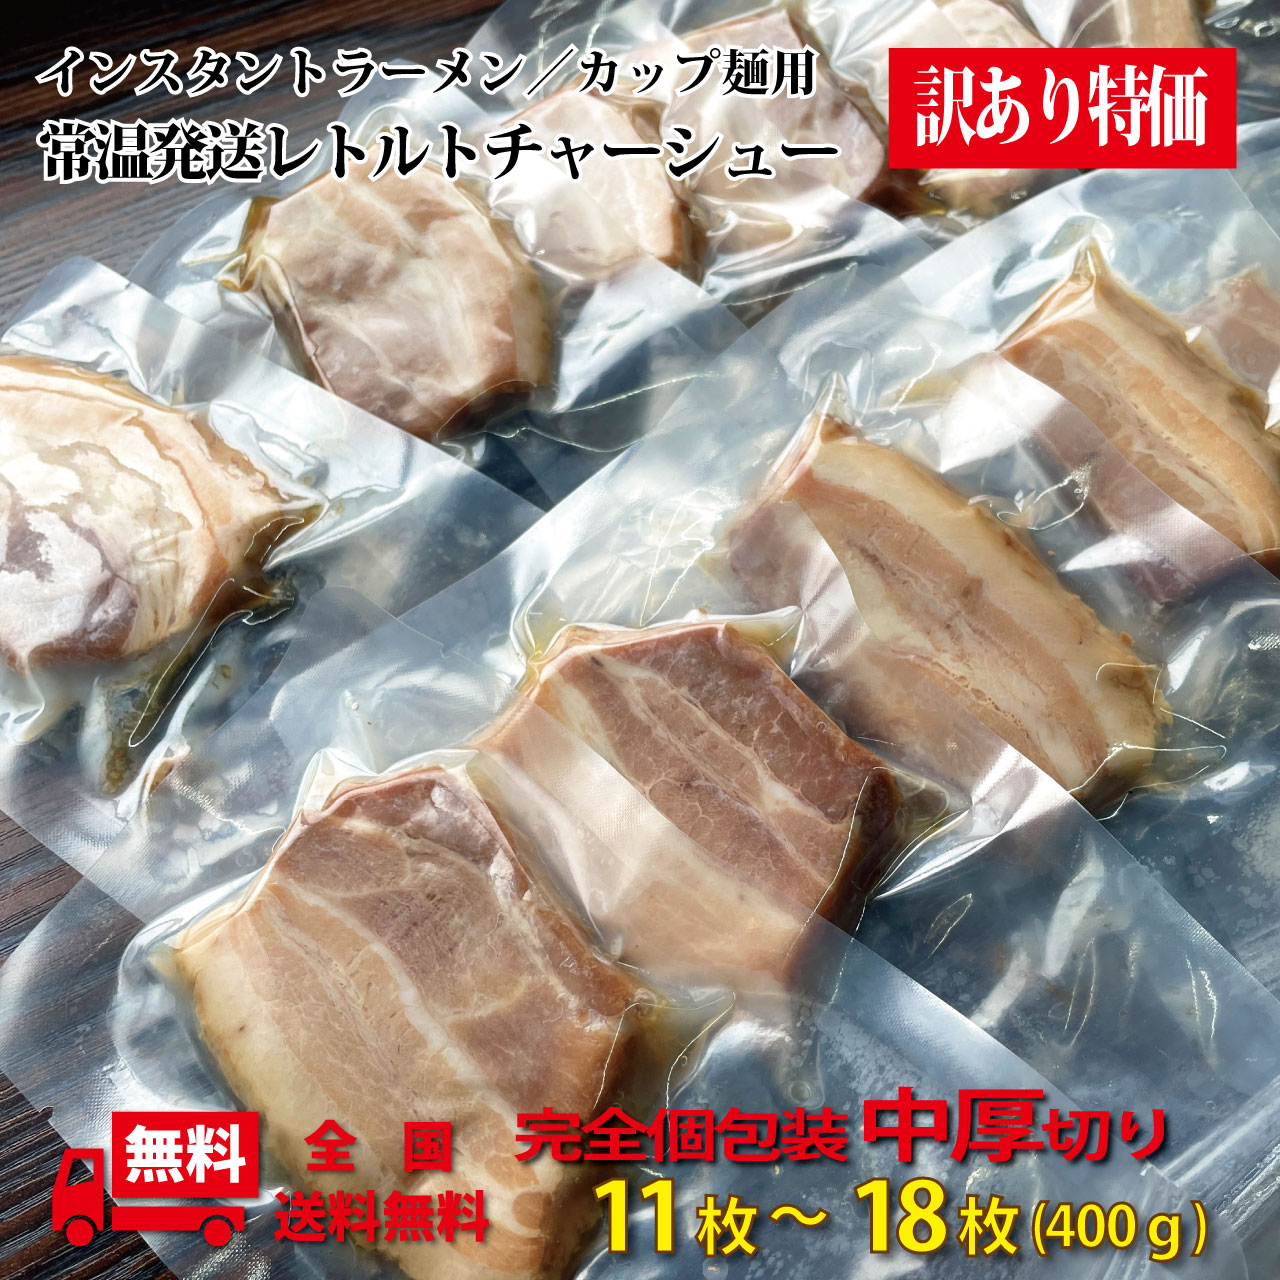 インスタントラーメン／カップ麺用
常温発送レトルトチャーシュー
訳あり特価
無料
全国
送料無料
完全個包装 中厚切り
11枚～18枚(400g)